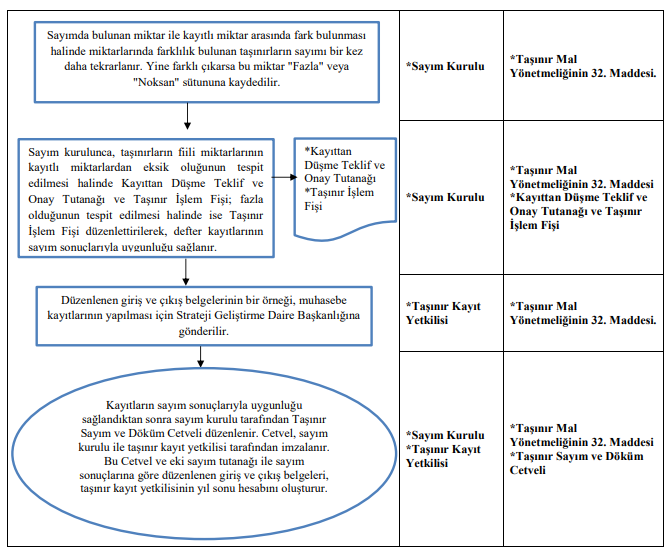 Sayımda bulunan miktar ile kayıtlı miktar arasında fark bulunması
halinde miktarlarında farklılık bulunan taşınırların sayımı bir kez
daha tekrarlanır. Yine farklı çıkarsa bu miktar "Fazla" veya
"Noksan" sütununa kaydedilir.
*Sayım Kurulu
*Taşınır Mal
Yönetmeliğinin 32. Maddesi.
Sayım kurulunca, taşınırların fiili miktarlarının
kayıtlı miktarlardan eksik oluğunun tespit
edilmesi halinde Kayıttan Düşme Teklif ve
Onay Tutanağı ve Taşınır İşlem Fişi; fazla
olduğunun tespit edilmesi halinde ise Taşınır
İşlem Fişi düzenlettirilerek, defter kayıtlarının
sayım sonuçlarıyla uygunluğu sağlanır.
*Kayıttan
Düşme Teklif ve
Onay Tutanağı
*Taşınır İşlem
Fişi
*Sayım Kurulu
*Taşınır Mal
Yönetmeliğinin 32. Maddesi
*Kayıttan Düşme Teklif ve
Onay Tutanağı ve Taşınır
İşlem Fişi
Düzenlenen giriş ve çıkış belgelerinin bir örneği, muhasebe
kayıtlarının yapılması için Strateji Geliştirme Daire Başkanlığına
gönderilir.
*Taşınır Kayıt
Yetkilisi
*Taşınır Mal
Yönetmeliğinin 32. Maddesi.
Kayıtların sayım sonuçlarıyla uygunluğu
sağlandıktan sonra sayım kurulu tarafından Taşınır
Sayım ve Döküm Cetveli düzenlenir. Cetvel, sayım
kurulu ile taşınır kayıt yetkilisi tarafından imzalanır.
Bu Cetvel ve eki sayım tutanağı ile sayım
sonuçlarına göre düzenlenen giriş ve çıkış belgeleri,
taşınır kayıt yetkilisinin yıl sonu hesabını oluşturur.
*Sayım Kurulu
*Taşınır Kayıt
Yetkilisi
*Taşınır Mal
Yönetmeliğinin 32. Maddesi
*Taşınır Sayım ve Döküm
Cetveli